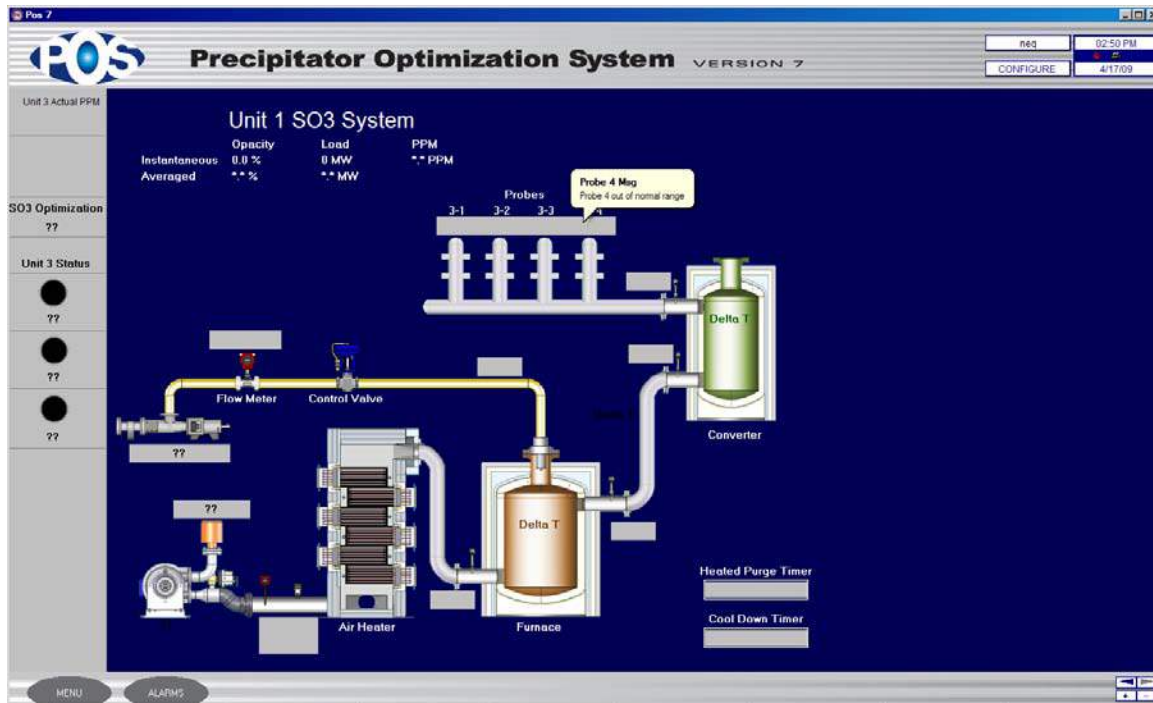 Pos 7
POS
Precipitator Optimization System VERSION 7
neq
02:50 PM
CONFIGURE
4/17/09
Unit 3 Actual PPM
Unit 1 SO3 System
Opacity Load PPM
Instantaneous 0.0 % 0 MW *.* PPM
Averaged *.* % *.* MW
Probe 4 Msg
Probe 4 out of normal range
Probes
3-1 3-2 3-3 4
SO3 Optimization
??
Unit 3 Status
??
??
??
Delta T
Flow Meter
Control Valve
Converter
??
??
Delta T
Heated Purge Timer
Cool Down Timer
Air Heater
Furnace
MENU
ALARMS
+ -